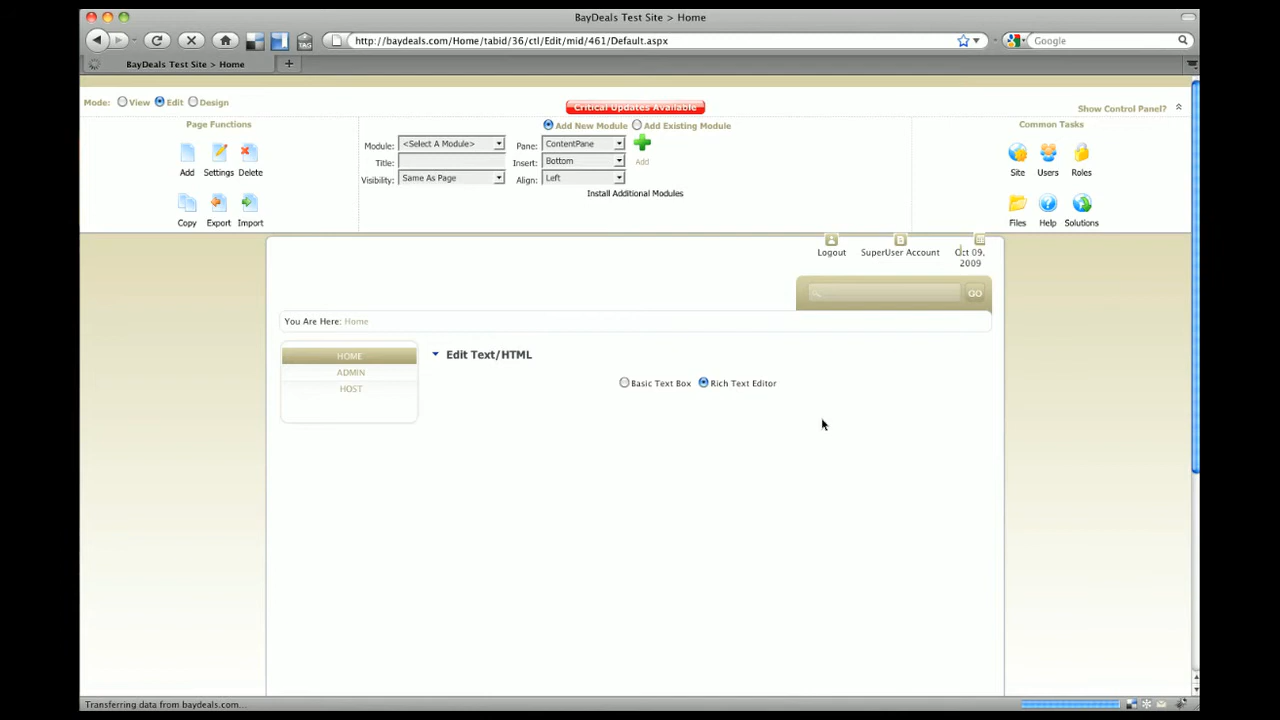 BayDeals Test Site > Home
http://baydeals.com/Home/tabid/36/ctl/Edit/mid/461/Default.aspx
Google
TAG
BayDeals Test Site > Home
Mode: View Edit Design
Critical Updates Available
Show Control Panel?
Page Functions
Add New Module Add Existing Module
Common Tasks
Module: <Select A Module> Pane: ContentPane
Title: Insert: Bottom Add
Visibility: Same As Page Align: Left
Add Settings Delete
Install Additional Modules
Site Users Roles
Copy Export Import
Files Help Solutions
Logout SuperUser Account Oct 09,
2009
GO
You Are Here: Home
HOME
Edit Text/HTML
ADMIN
HOST
Basic Text Box Rich Text Editor
Transferring data from baydeals.com...